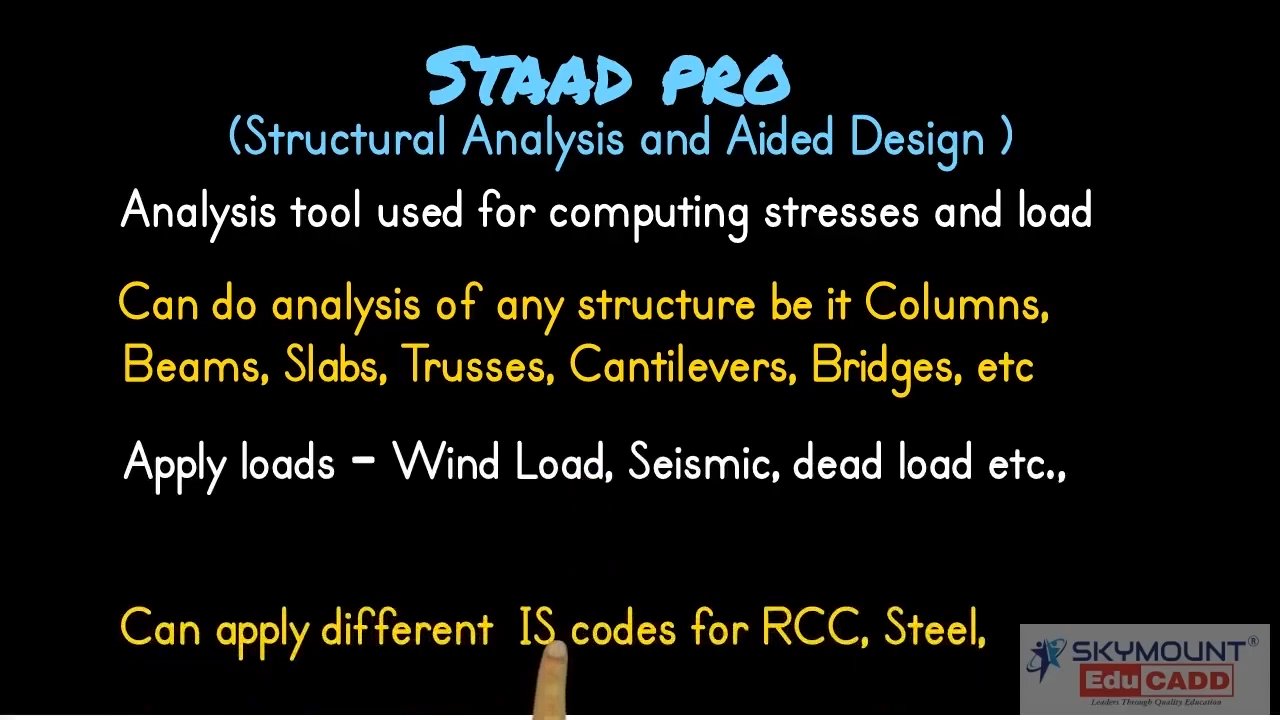 STAAD PRO
(Structural Analysis and Aided Design )
Analysis tool used for computing stresses and load
Can do analysis of any structure be it Columns,
Beams, Slabs, Trusses, Cantilevers, Bridges, etc
Apply loads - Wind Load, Seismic, dead load etc.,
Can apply different IS codes for RCC, Steel,
SKYMOUNT®
EduCADD
Leaders Through Quality Education